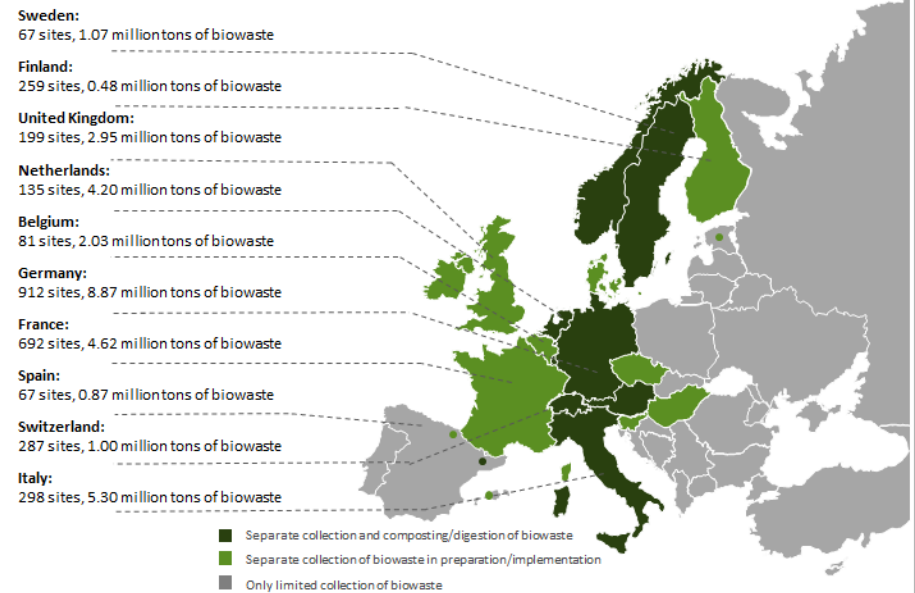 Sweden:
67 sites, 1.07 million tons of biowaste
Finland:
259 sites, 0.48 million tons of biowaste
United Kingdom:
199 sites, 2.95 million tons of biowaste
Netherlands:
135 sites, 4.20 million tons of biowaste
Belgium:
81 sites, 2.03 million tons of biowaste
Germany:
912 sites, 8.87 million tons of biowaste
France:
692 sites, 4.62 million tons of biowaste
Spain:
67 sites, 0.87 million tons of biowaste
Switzerland:
287 sites, 1.00 million tons of biowaste
Italy:
298 sites, 5.30 million tons of biowaste
Separate collection and composting/digestion of biowaste
Separate collection of biowaste in preparation/implementation
Only limited collection of biowaste